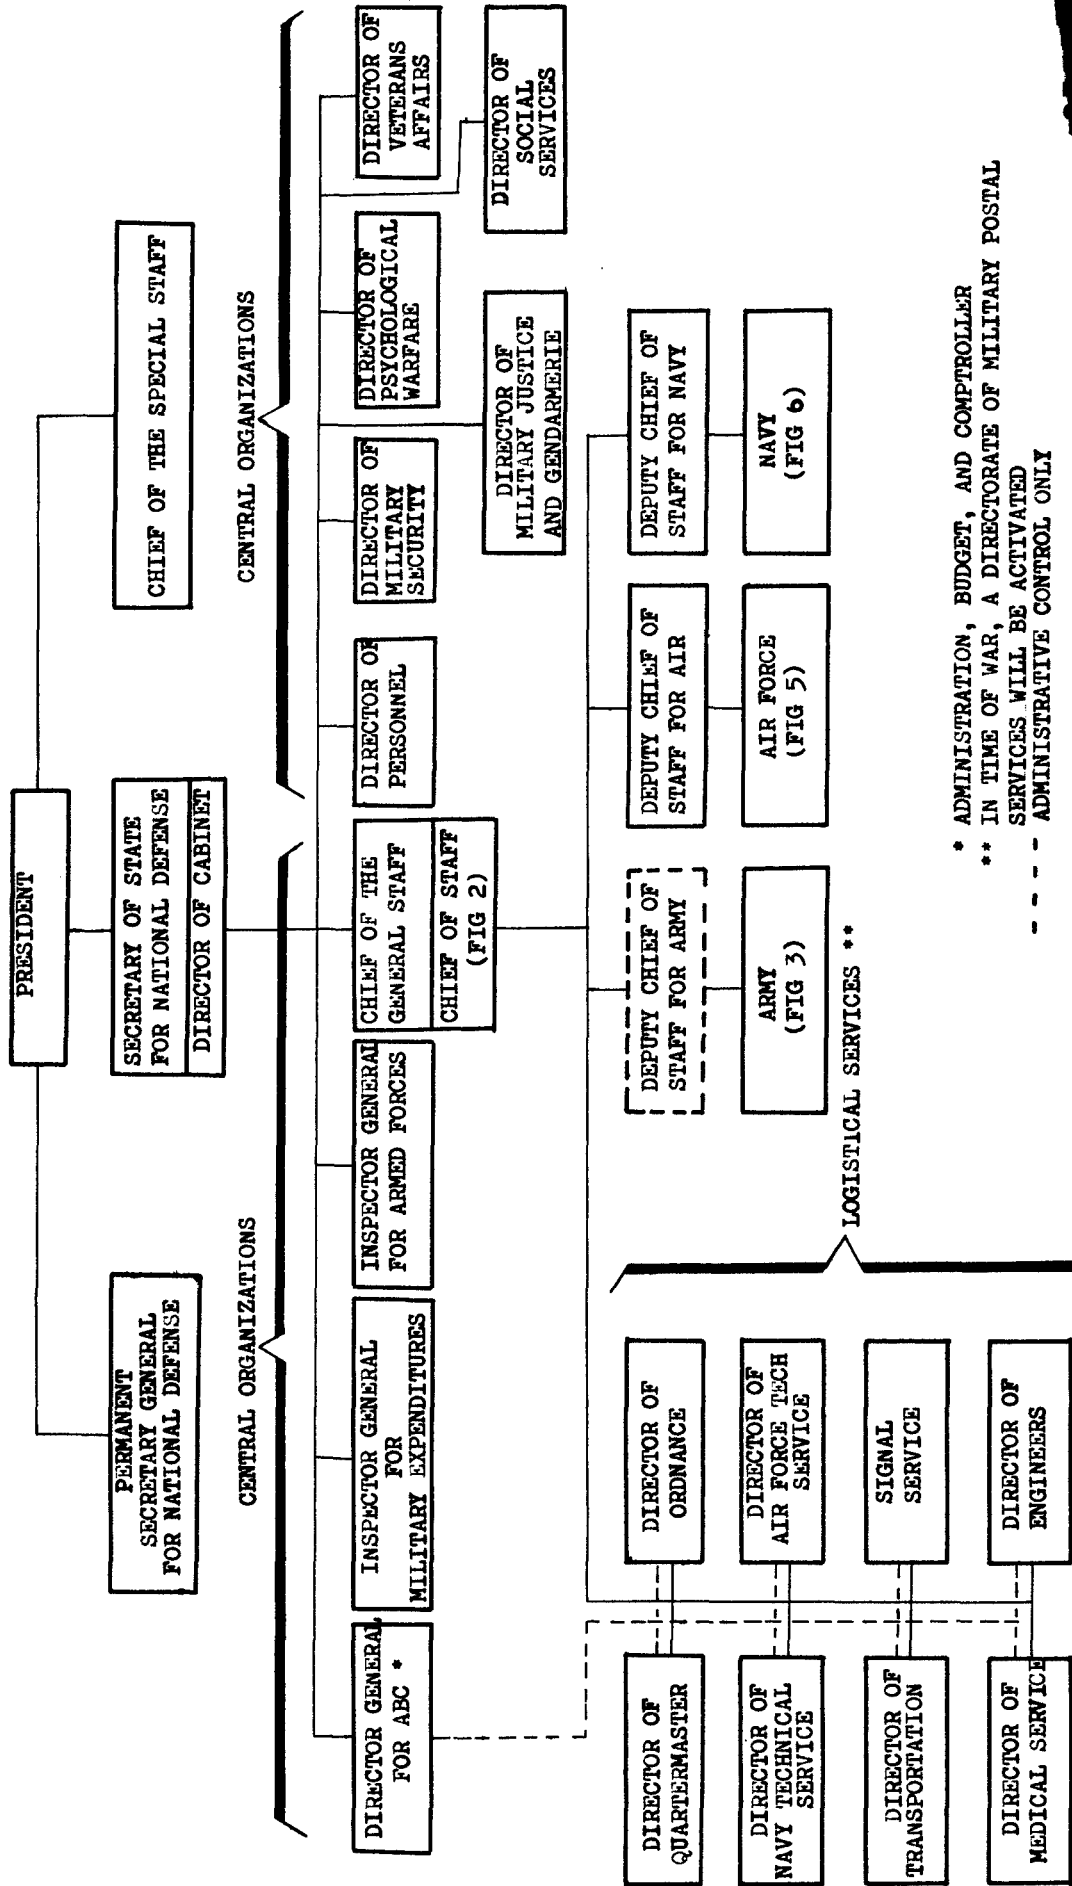 PRESIDENT
PERMANENT
SECRETARY GENERAL
FOR NATIONAL DEFENSE
SECRETARY OF STATE
FOR NATIONAL DEFENSE
DIRECTOR OF CABINET
CHIEF OF THE SPECIAL STAFF
CENTRAL ORGANIZATIONS
CENTRAL ORGANIZATIONS
DIRECTOR GENERAL
FOR ABC *
INSPECTOR GENERAL
FOR
MILITARY EXPENDITURES
INSPECTOR GENERAL
FOR ARMED FORCES
CHIEF OF THE
GENERAL STAFF
CHIEF OF STAFF
(FIG 2)
DIRECTOR OF
PERSONNEL
DIRECTOR OF
MILITARY
SECURITY
DIRECTOR OF
PSYCHOLOGICAL
WARFARE
DIRECTOR OF
VETERANS
AFFAIRS
DIRECTOR OF
MILITARY JUSTICE
AND GENDARMERIE
DIRECTOR OF
SOCIAL
SERVICES
DIRECTOR OF
QUARTERMASTER
DIRECTOR OF
ORDNANCE
DEPUTY CHIEF OF
STAFF FOR ARMY
DEPUTY CHIEF OF
STAFF FOR AIR
DEPUTY CHIEF OF
STAFF FOR NAVY
DIRECTOR OF
NAVY TECHNICAL
SERVICE
DIRECTOR OF
AIR FORCE TECH
SERVICE
ARMY
(FIG 3)
AIR FORCE
(FIG 5)
NAVY
(FIG 6)
LOGISTICAL SERVICES **
DIRECTOR OF
TRANSPORTATION
SIGNAL
SERVICE
DIRECTOR OF
MEDICAL SERVICE
DIRECTOR OF
ENGINEERS
* ADMINISTRATION, BUDGET, AND COMPTROLLER
** IN TIME OF WAR, A DIRECTORATE OF MILITARY POSTAL
SERVICES WILL BE ACTIVATED
- - - - ADMINISTRATIVE CONTROL ONLY